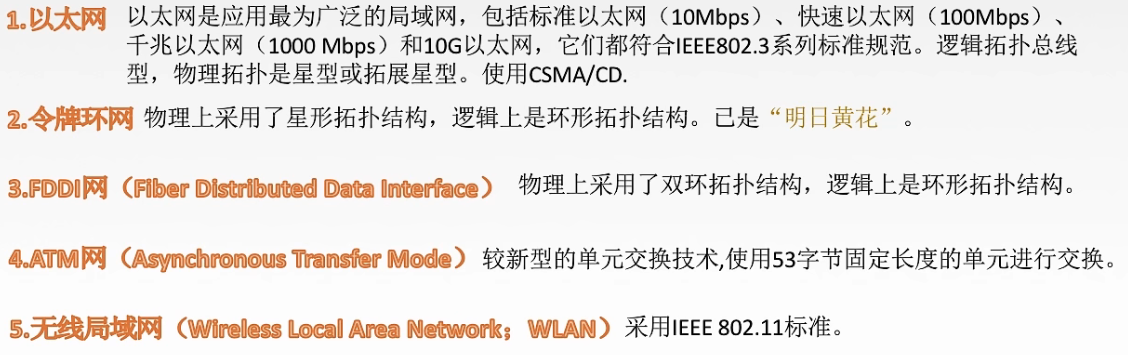 1.以太网 以太网是应用最为广泛的局域网，包括标准以太网（10Mbps）、快速以太网（100Mbps）、
千兆以太网（1000 Mbps）和10G以太网，它们都符合IEEE802.3系列标准规范。逻辑拓扑总线
型，物理拓扑是星型或拓展星型。使用CSMA/CD.
2.令牌环网 物理上采用了星形拓扑结构，逻辑上是环形拓扑结构。已是“明日黄花”。
3.FDDI网（Fiber Distributed Data Interface） 物理上采用了双环拓扑结构，逻辑上是环形拓扑结构。
4.ATM网（Asynchronous Transfer Mode） 较新型的单元交换技术,使用53字节固定长度的单元进行交换。
5.无线局域网（Wireless Local Area Network；WLAN） 采用IEEE 802.11标准。